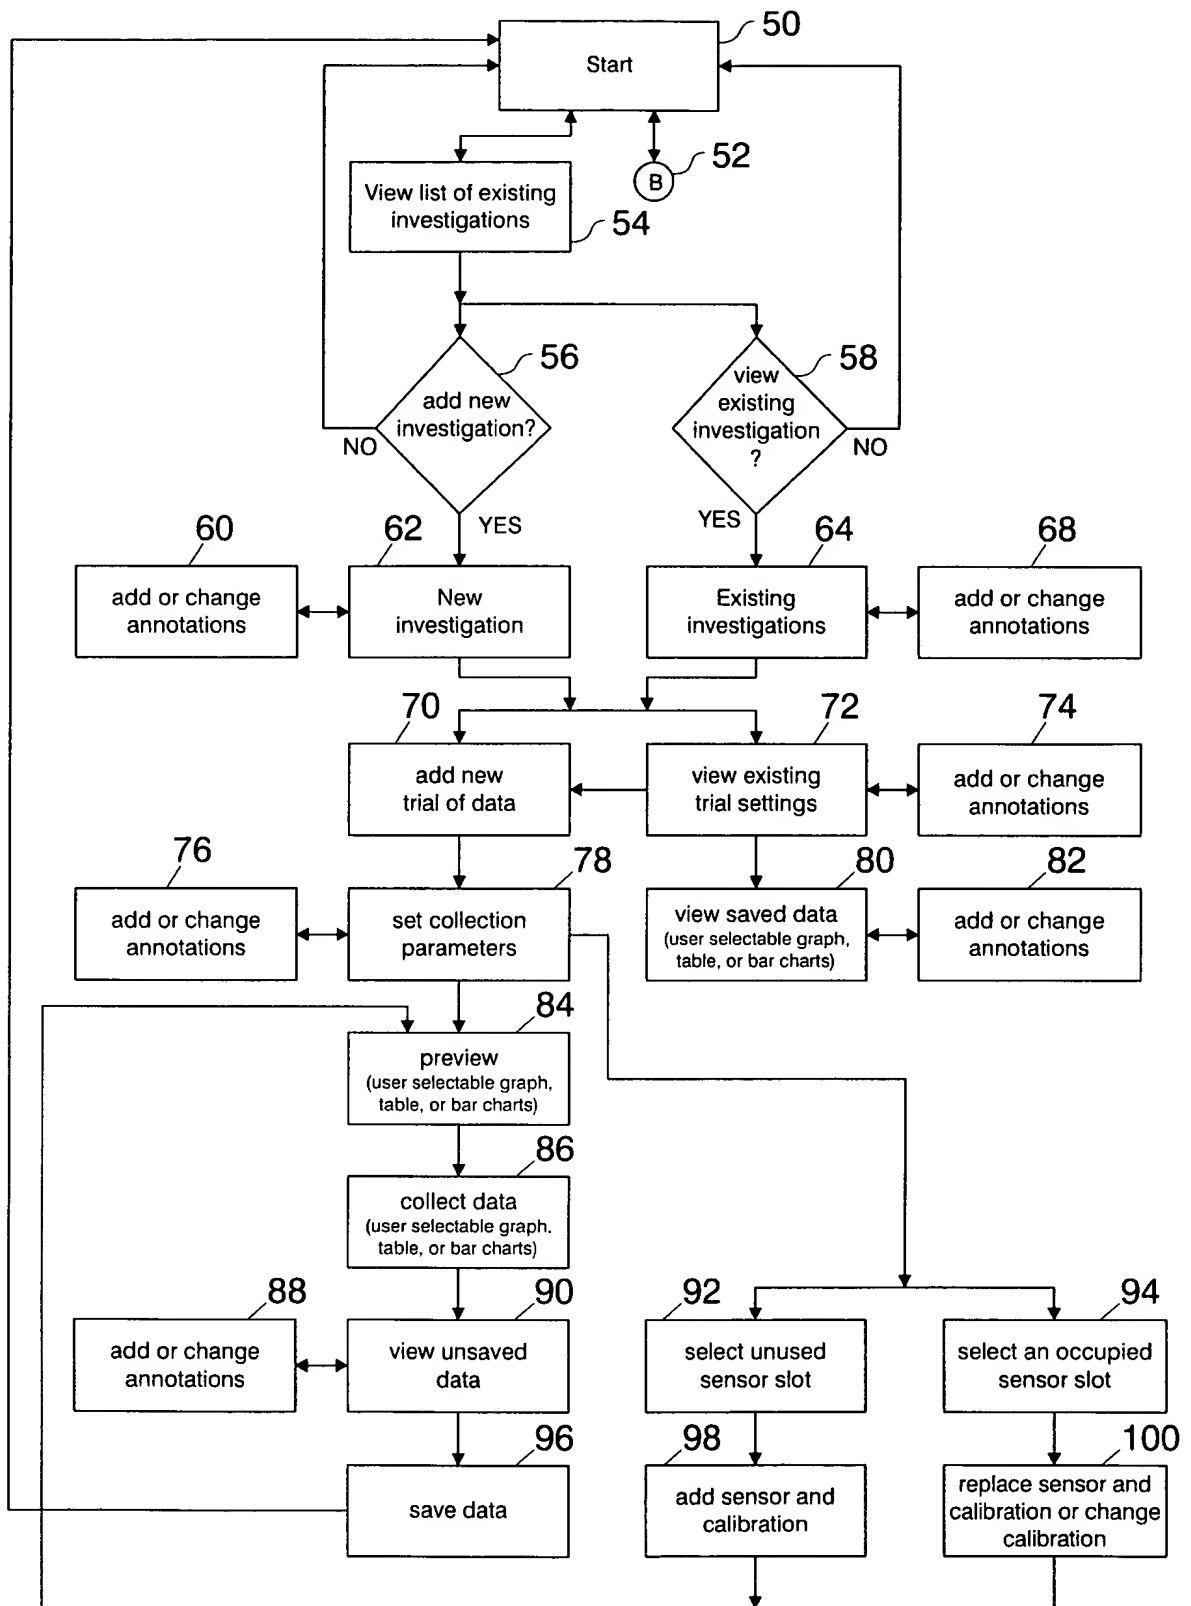 50
Start
52
B
View list of existing
investigations
54
56
add new
investigation?
NO
YES
58
view
existing
investigation
?
NO
YES
60
add or change
annotations
62
New
investigation
64
Existing
investigations
68
add or change
annotations
70
add new
trial of data
72
view existing
trial settings
74
add or change
annotations
76
add or change
annotations
78
set collection
parameters
80
view saved data
(user selectable graph,
table, or bar charts)
82
add or change
annotations
84
preview
(user selectable graph,
table, or bar charts)
86
collect data
(user selectable graph.
table, or bar charts)
88
add or change
annotations
90
view unsaved
data
92
select unused
sensor slot
94
select an occupied
sensor slot
96
save data
98
add sensor and
calibration
100
replace sensor and
calibration or change
calibration